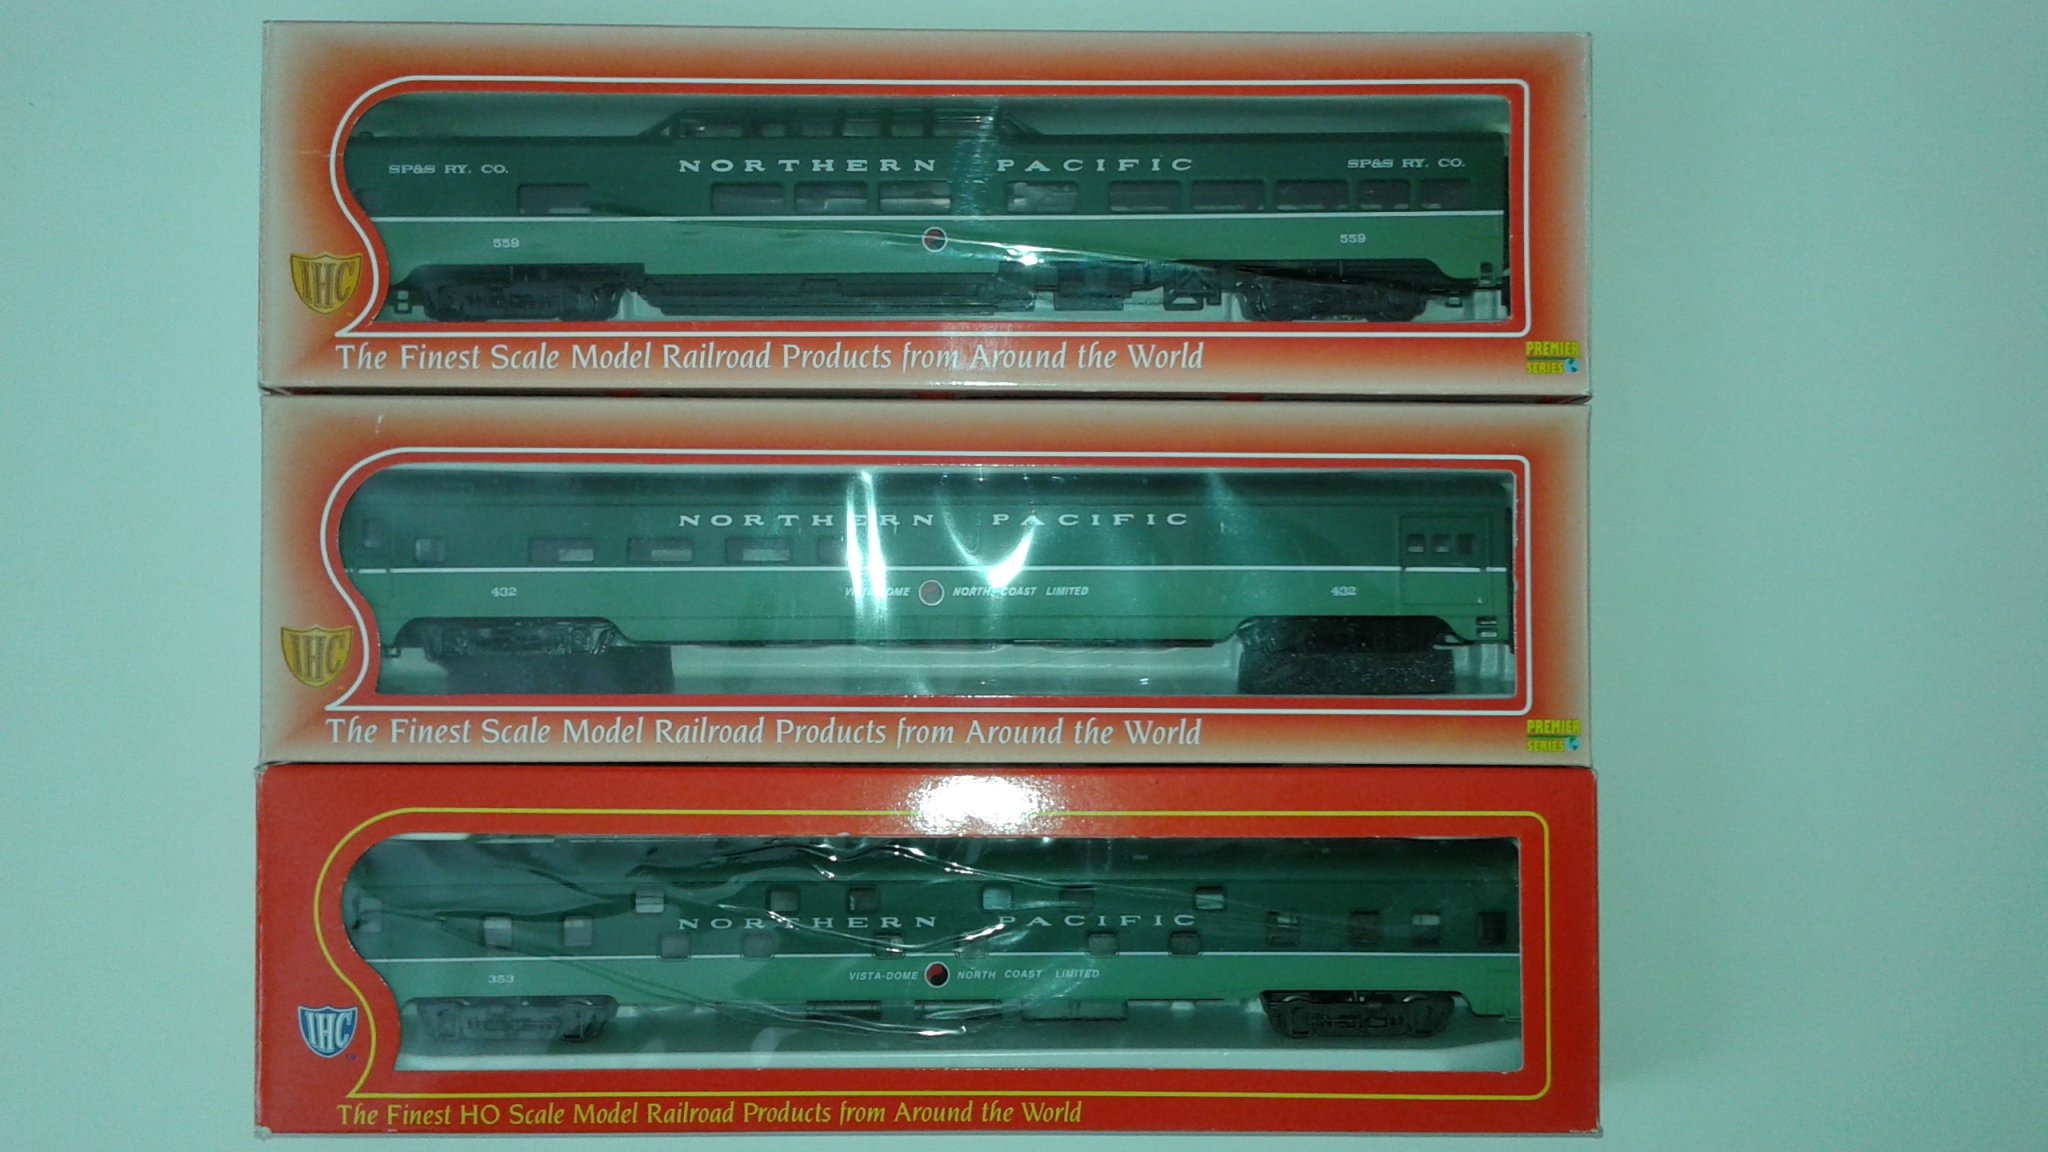 SP&S RY. CO. NORTHERN PACIFIC SP&S RY. CO.
559 559
IHC
The Finest Scale Model Railroad Products from Around the World
PREMIER
SERIES
NORTHERN PACIFIC
432 VISTA-DOME NORTH COAST LIMITED 432
IHC
The Finest Scale Model Railroad Products from Around the World
PREMIER
SERIES
NORTHERN PACIFIC
353 VISTA-DOME NORTH COAST LIMITED
IHC
The Finest HO Scale Model Railroad Products from Around the World